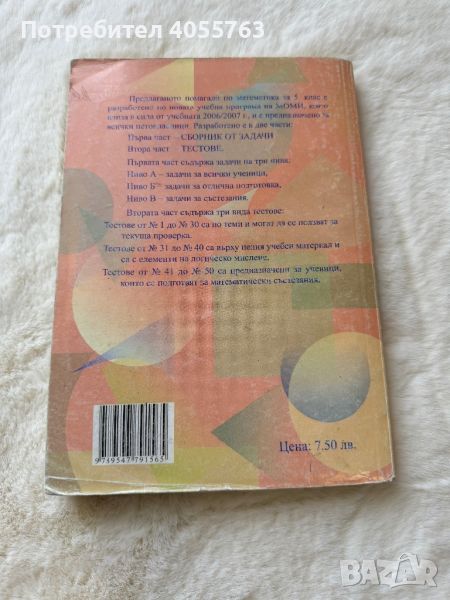 Потребител 4055763
Предлаганото помагало по математика за 5. клас е
разработено по новата учебна програма на МОМН, която
влиза в сила от учебната 2006/2007 г., и е предназначено за
всички петокласници. Разработено е в две части:
Първа част – СБОРНИК ОТ ЗАДАЧИ
Втора част – ТЕСТОВЕ.
Първата част съдържа задачи на три нива:
Ниво А – задачи за всички ученици,
Ниво Б – задачи за отлична подготовка,
Ниво В – задачи за състезания.
Втората част съдържа три вида тестове:
Тестове от № 1 до № 30 са по теми и могат да се ползват за
текуща проверка.
Тестове от № 31 до № 40 са върху целия учебен материал и
са с елементи на логическо мислене.
Тестове от № 41 до № 50 са предназначени за ученици,
които се подготвят за математически състезания.
9789547791565
Цена: 7.50 лв.
BAZAR